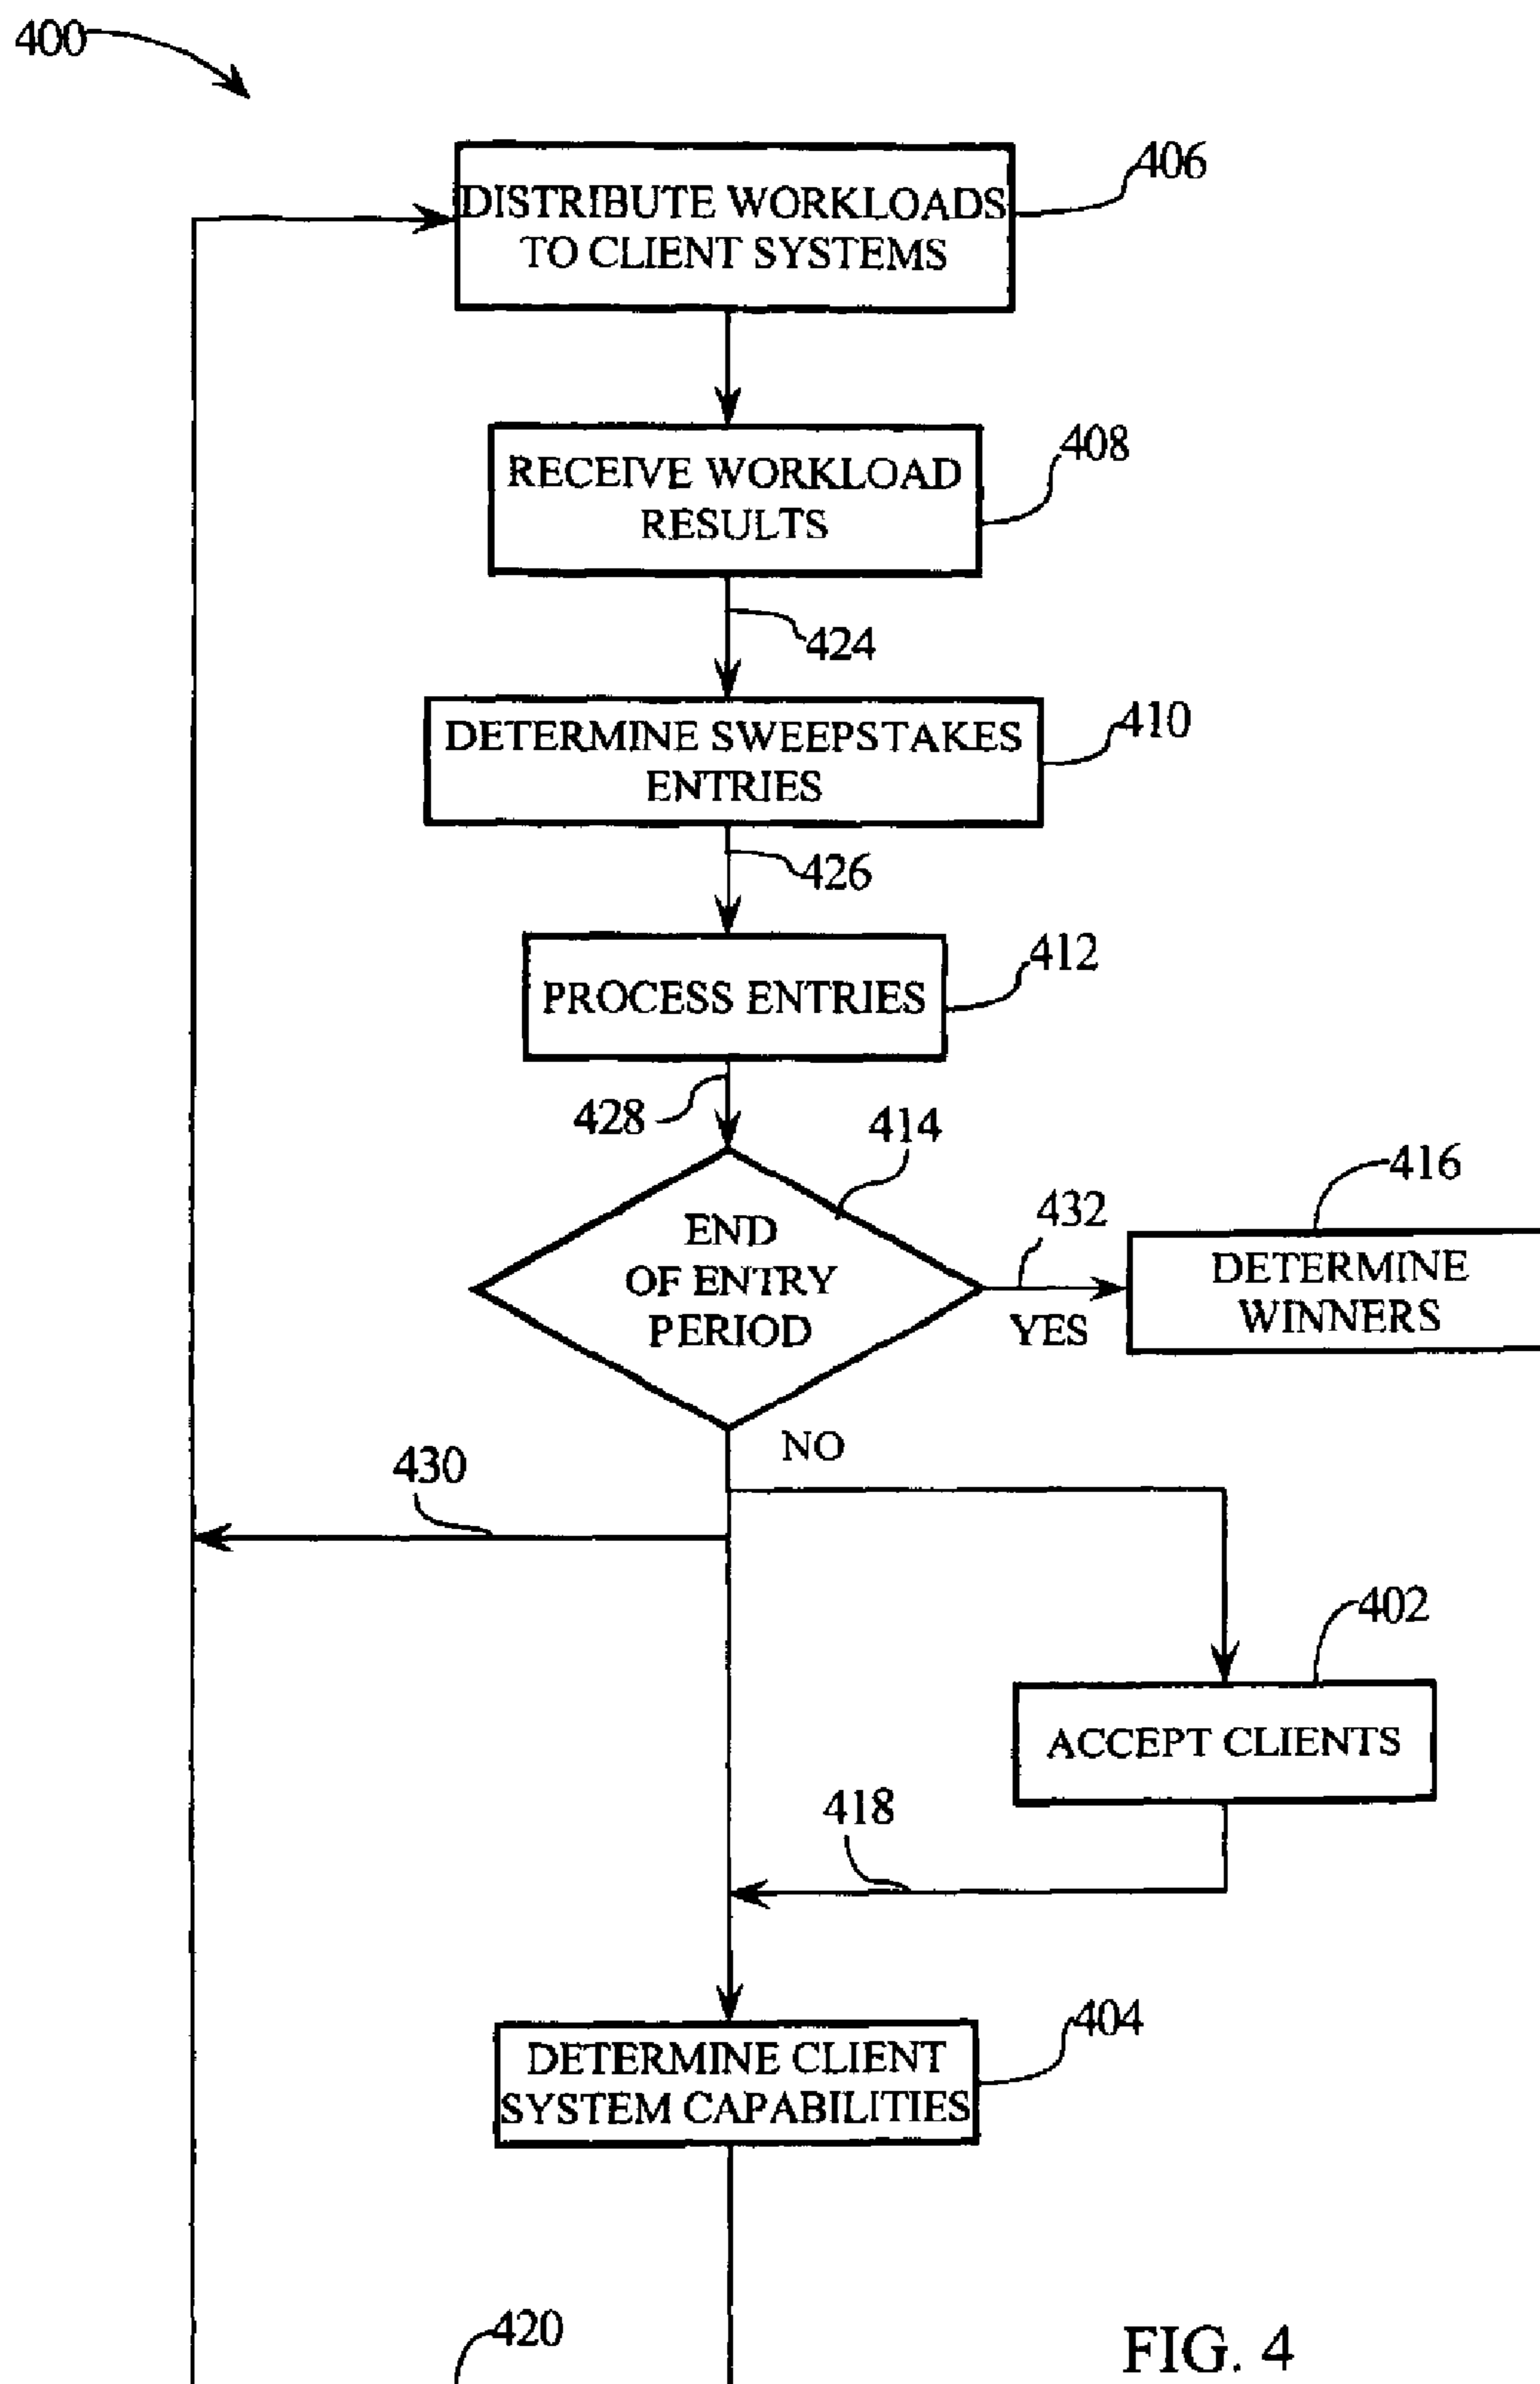 400
406
DISTRIBUTE WORKLOADS
TO CLIENT SYSTEMS
408
RECEIVE WORKLOAD
RESULTS
424
410
DETERMINE SWEEPSTAKES
ENTRIES
426
412
PROCESS ENTRIES
428
414
416
432
END
OF ENTRY
PERIOD
YES
DETERMINE
WINNERS
NO
430
402
ACCEPT CLIENTS
418
404
DETERMINE CLIENT
SYSTEM CAPABILITIES
420
FIG. 4